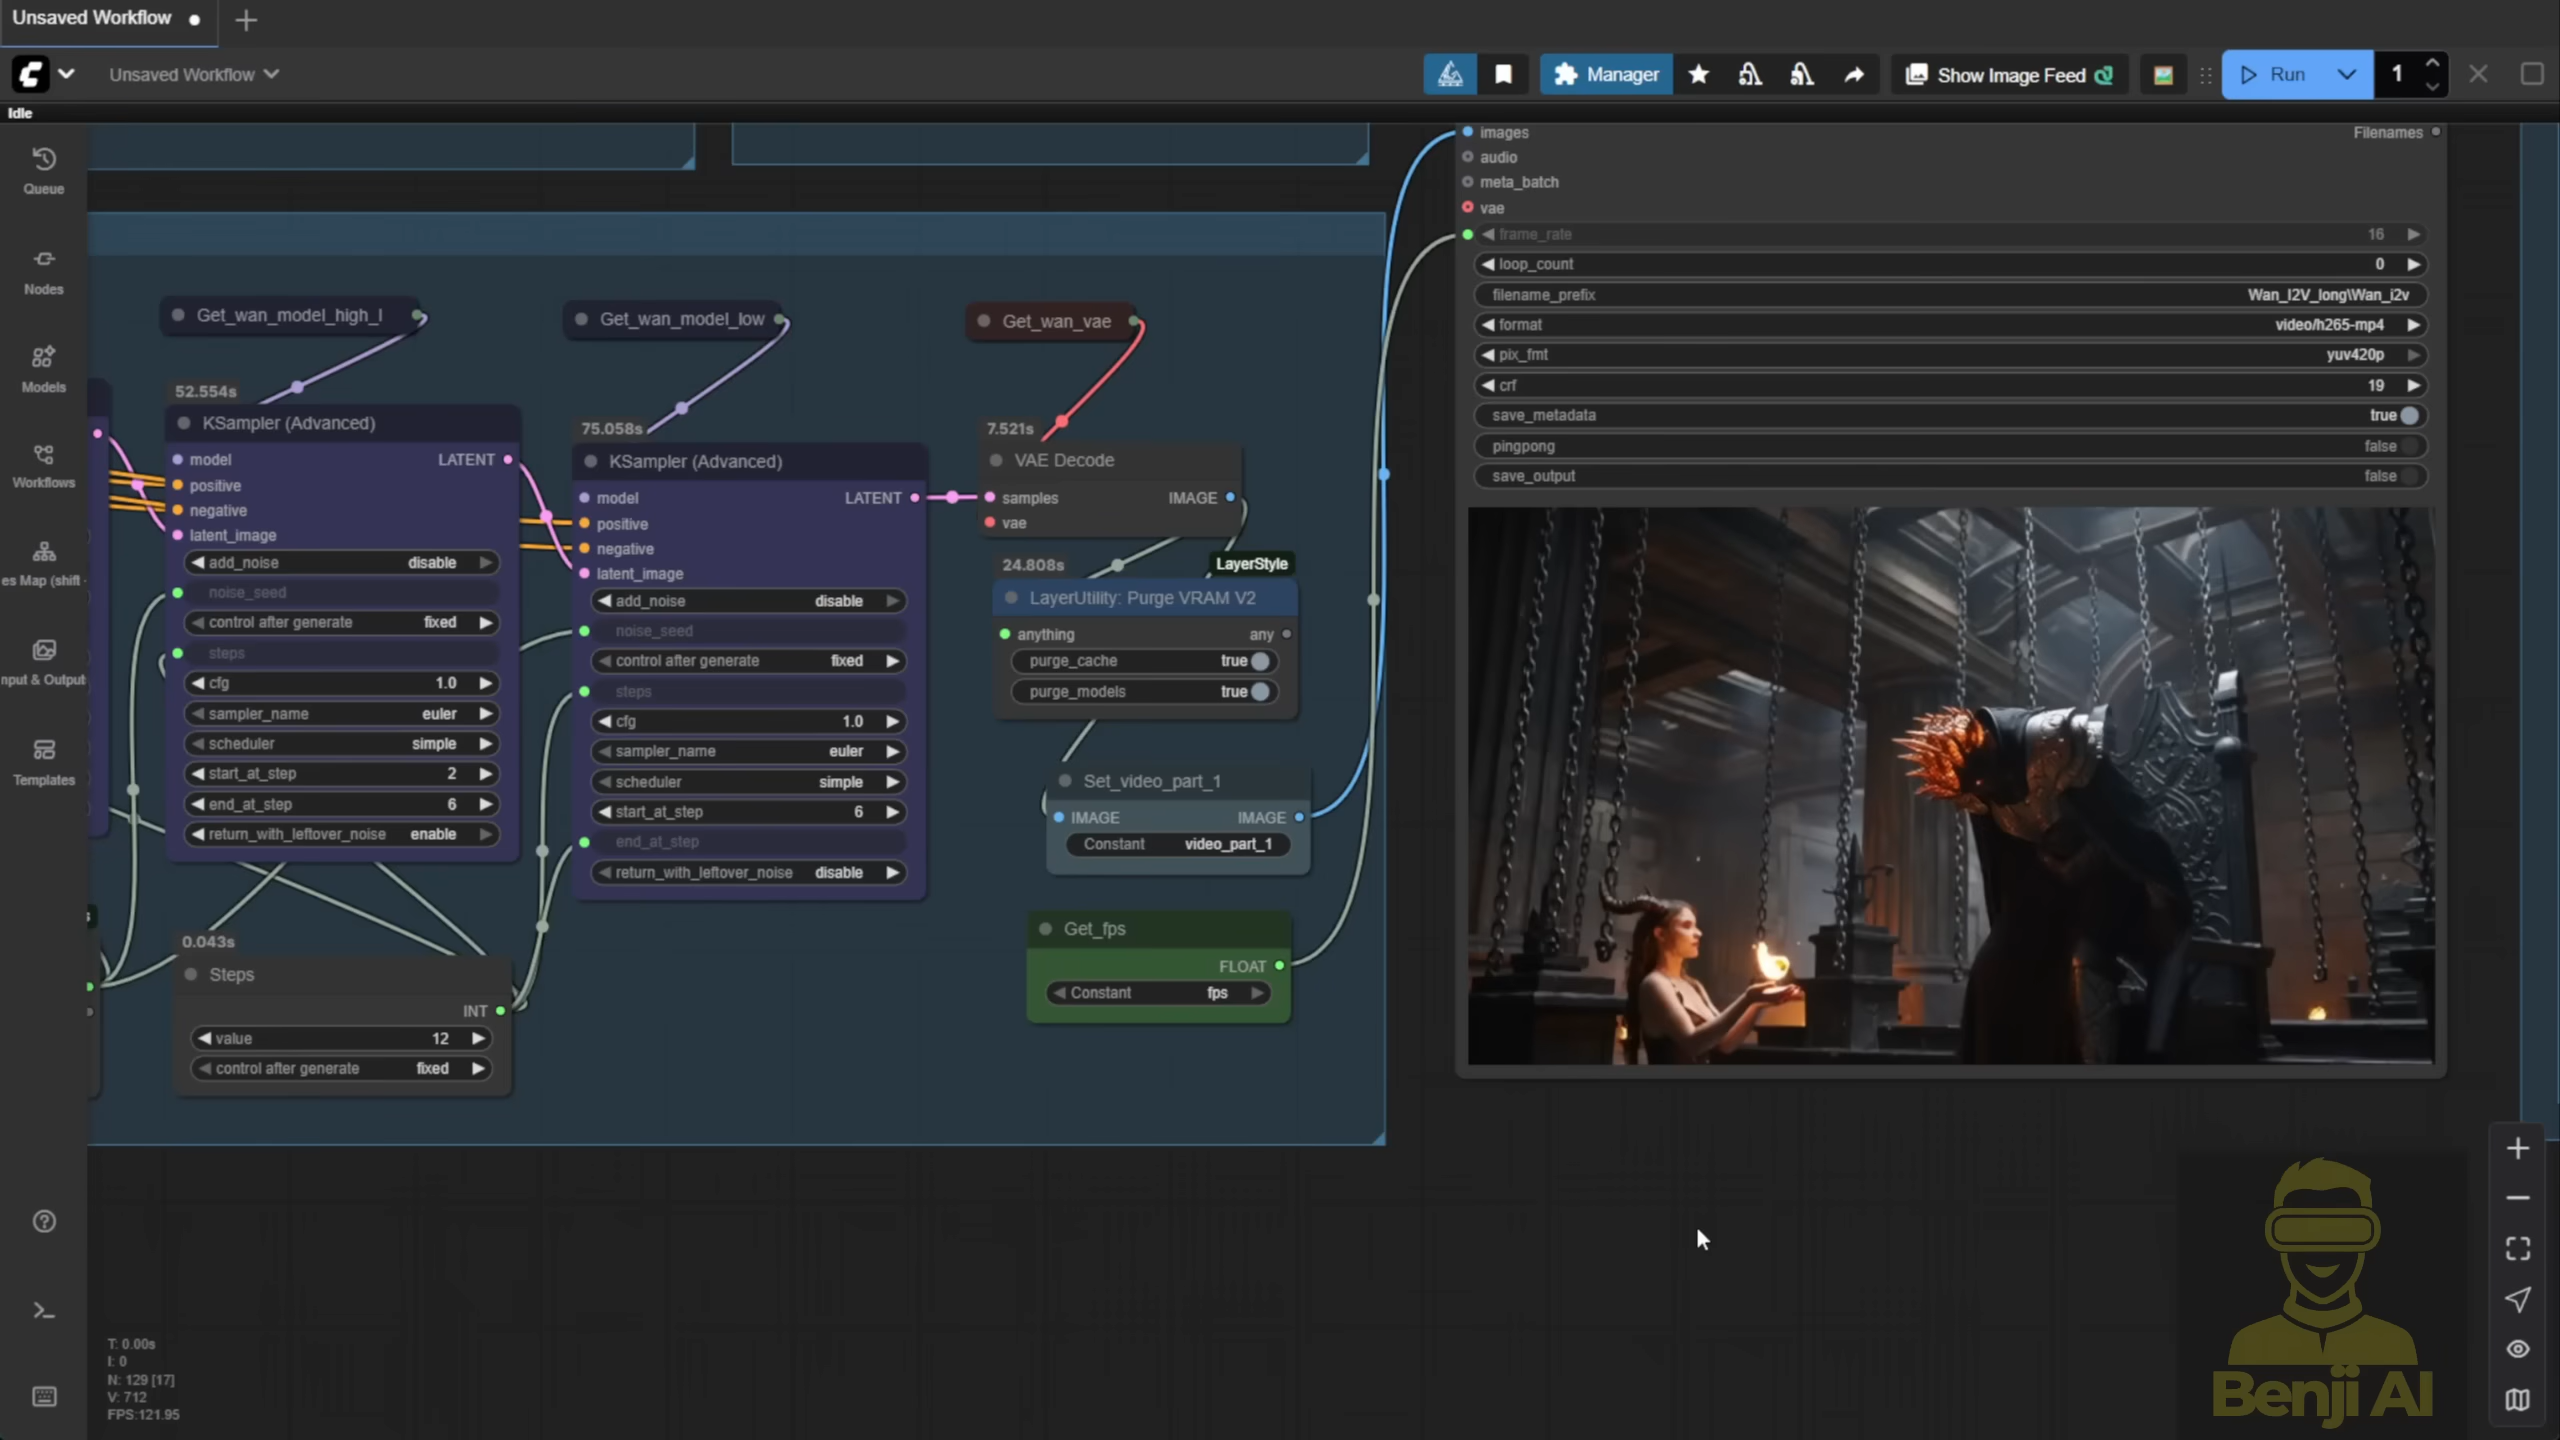 Unsaved Workflow
Unsaved Workflow
Manager
Show Image Feed
Run
1
Idle
Queue
Nodes
Models
Workflows
es Map (shift
nput & Output
Templates
Get_wan_model_high_l
52.554s
KSampler (Advanced)
model LATENT
positive
negative
latent_image
add_noise disable
noise_seed
control after generate fixed
steps
cfg 1.0
sampler_name euler
scheduler simple
start_at_step 2
end_at_step 6
return_with_leftover_noise enable
0.043s
Steps
INT
value 12
control after generate fixed
Get_wan_model_low
75.058s
KSampler (Advanced)
model LATENT
positive
negative
latent_image
add_noise disable
noise_seed
control after generate fixed
steps
cfg 1.0
sampler_name euler
scheduler simple
start_at_step 6
end_at_step
return_with_leftover_noise disable
Get_wan_vae
7.521s
VAE Decode
samples IMAGE
vae
24.808s
LayerStyle
LayerUtility: Purge VRAM V2
anything any
purge_cache true
purge_models true
Set_video_part_1
IMAGE IMAGE
Constant video_part_1
Get_fps
FLOAT
Constant fps
images Filenames
audio
meta_batch
vae
frame_rate 16
loop_count 0
filename_prefix Wan_I2V_long\Wan_i2v
format video/h265-mp4
pix_fmt yuv420p
crf 19
save_metadata true
pingpong false
save_output false
T: 0.00s
I: 0
N: 129 [17]
V: 712
FPS:121.95
Benji AI